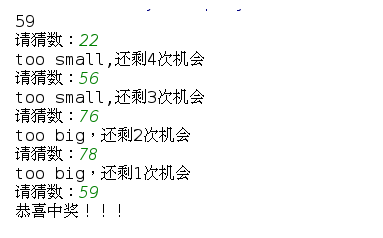 59
请猜数：22
too small,还剩4次机会
请猜数：56
too small,还剩3次机会
请猜数：76
too big，还剩2次机会
请猜数：78
too big，还剩1次机会
请猜数：59
恭喜中奖！！！